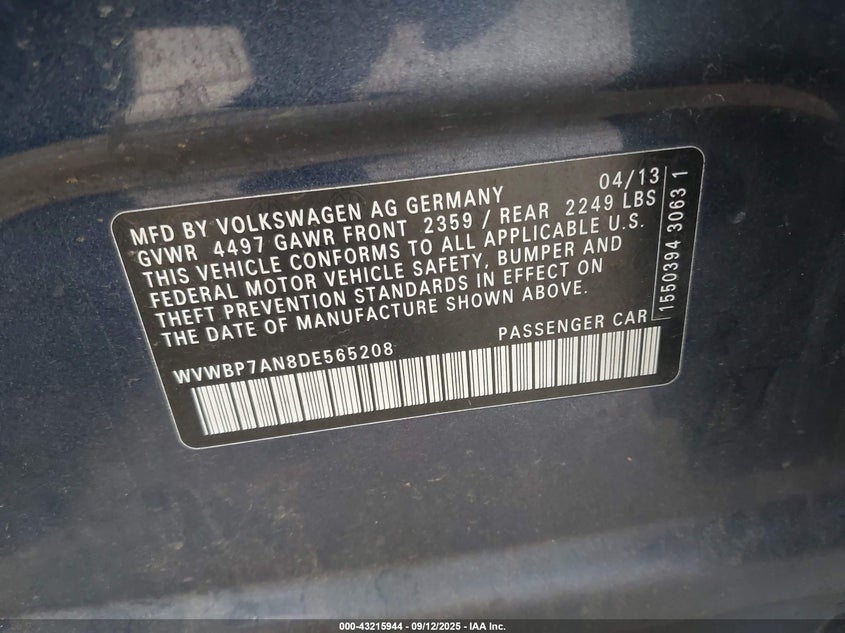 04/13
MFD BY VOLKSWAGEN AG GERMANY
GVWR 4497 GAWR FRONT 2359 / REAR 2249 LBS
THIS VEHICLE CONFORMS TO ALL APPLICABLE U.S.
FEDERAL MOTOR VEHICLE SAFETY, BUMPER AND
THEFT PREVENTION STANDARDS IN EFFECT ON
THE DATE OF MANUFACTURE SHOWN ABOVE.
WVWBP7AN8DE565208
PASSENGER CAR
1550394 3063 1
000-43215944 - 09/12/2025 - IAA Inc.